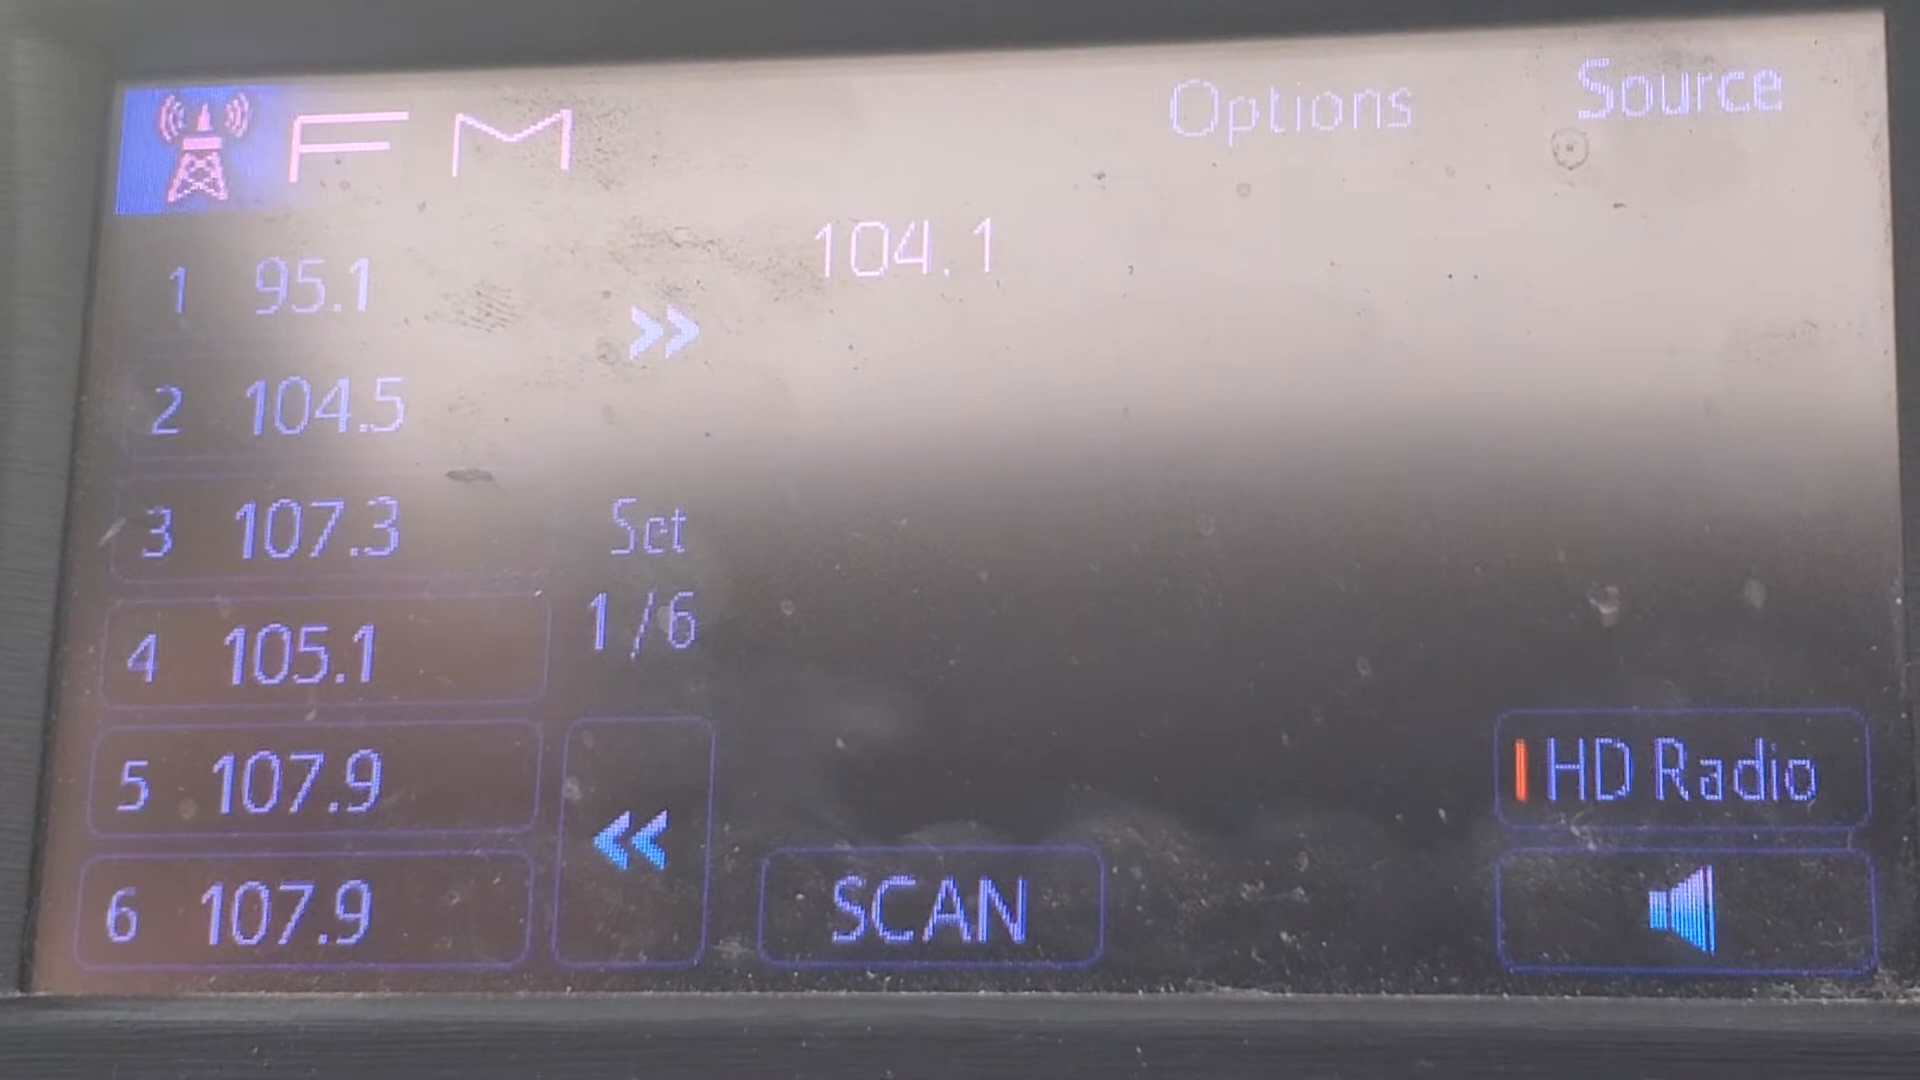 FM
Options
Source
104.1
1 95.1
2 104.5
3 107.3
4 105.1
5 107.9
6 107.9
Set
1/6
SCAN
HD Radio